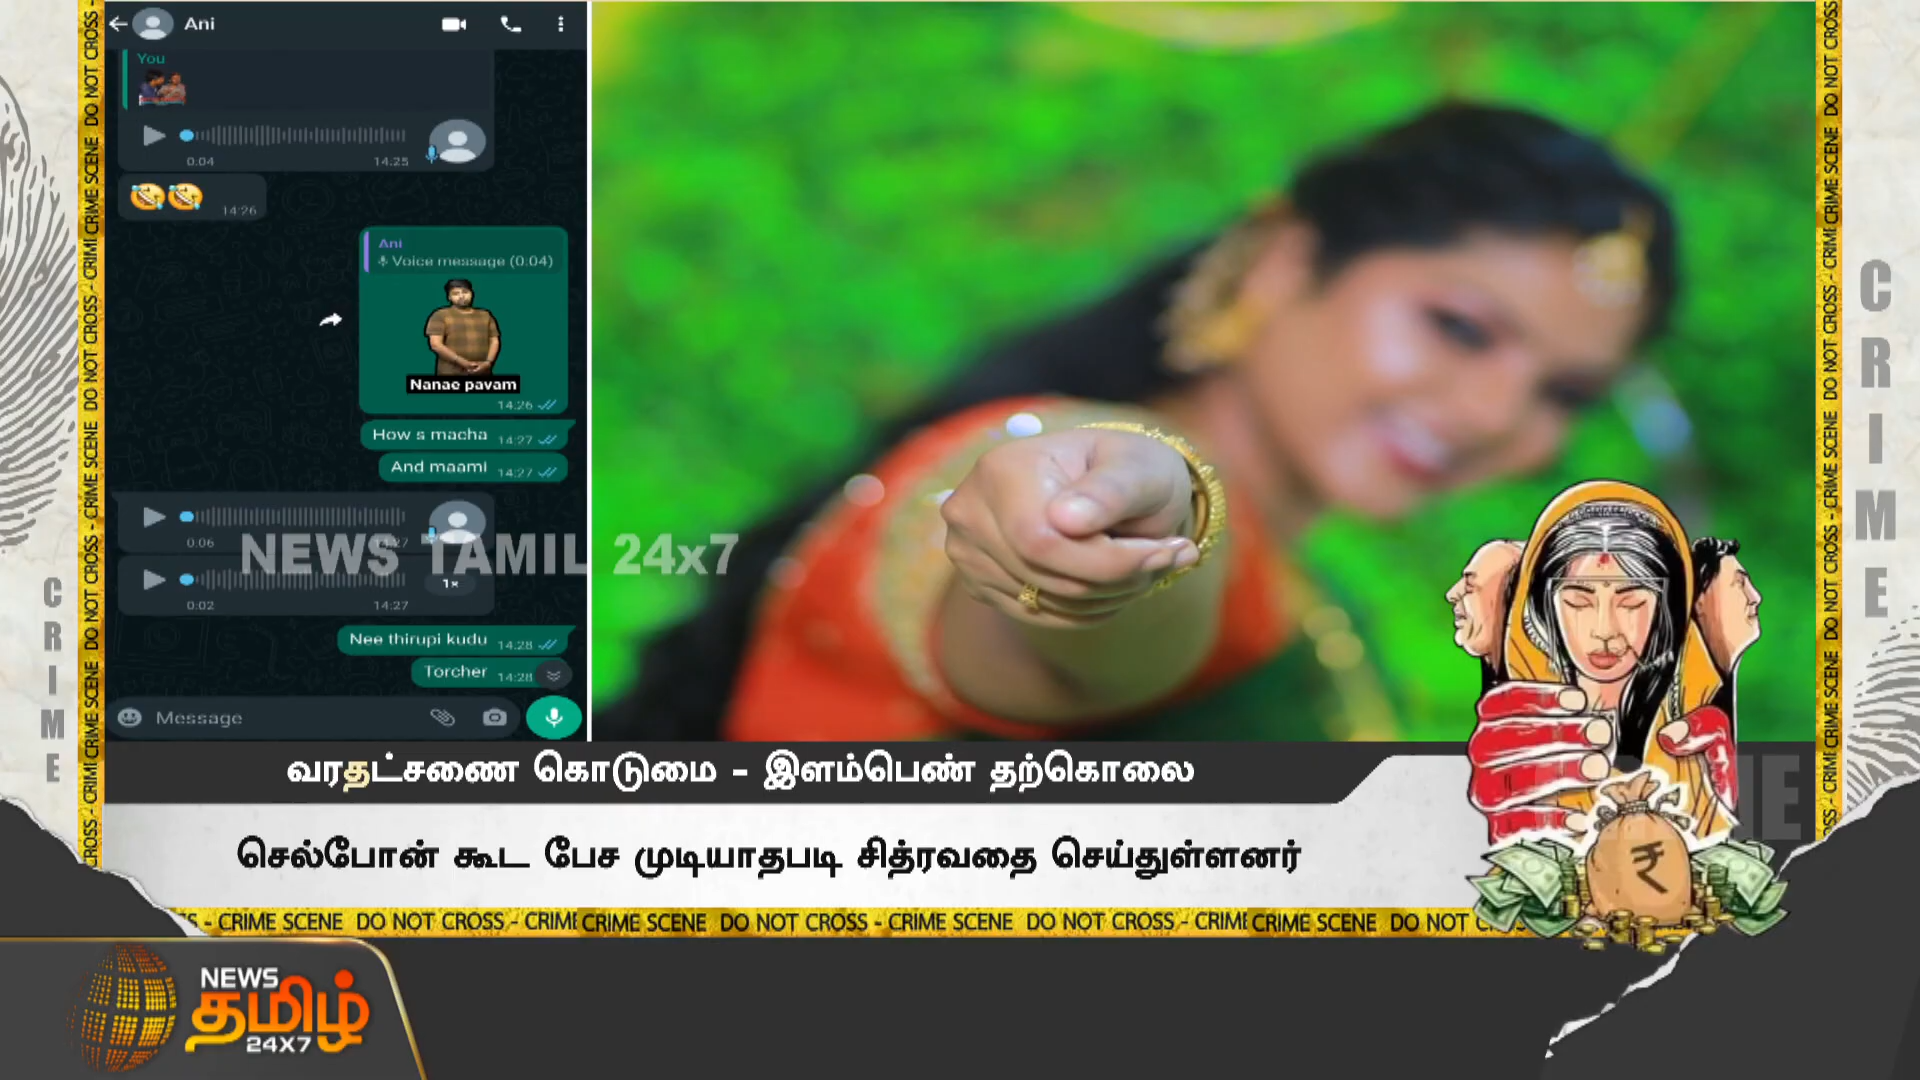 Ani
You
0:04
14:25
14:26
Ani
Voice message (0:04)
Nanae pavam
14:26
How s macha 14:27
And maami 14:27
0:06
14:27
1×
0:02
14:27
Nee thirupi kudu 14:28
Torcher 14:28
Message
NEWS TAMIL 24x7
வரதட்சணை கொடுமை - இளம்பெண் தற்கொலை
செல்போன் கூட பேச முடியாதபடி சித்ரவதை செய்துள்ளனர்
CRIME SCENE DO NOT CROSS - CRIME SCENE DO NOT CROSS - CRIME SCENE DO NOT CROSS - CRIME SCENE DO NOT C
NEWS
தமிழ்
24X7
CRIME
CRIME
₹